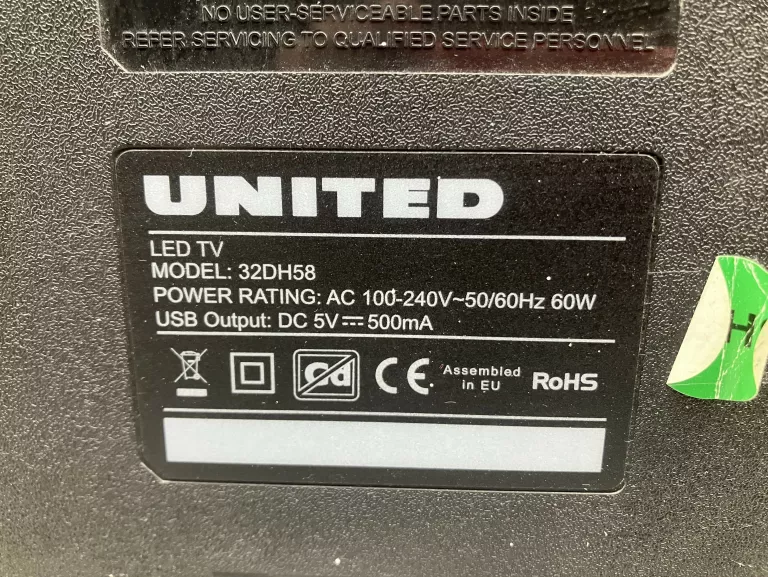 NO USER-SERVICEABLE PARTS INSIDE
REFER SERVICING TO QUALIFIED SERVICE PERSONNEL
UNITED
LED TV
MODEL: 32DH58
POWER RATING: AC 100-240V~50/60Hz 60W
USB Output: DC 5V⎓500mA
Cd
CE
Assembled
in EU
RoHS
H